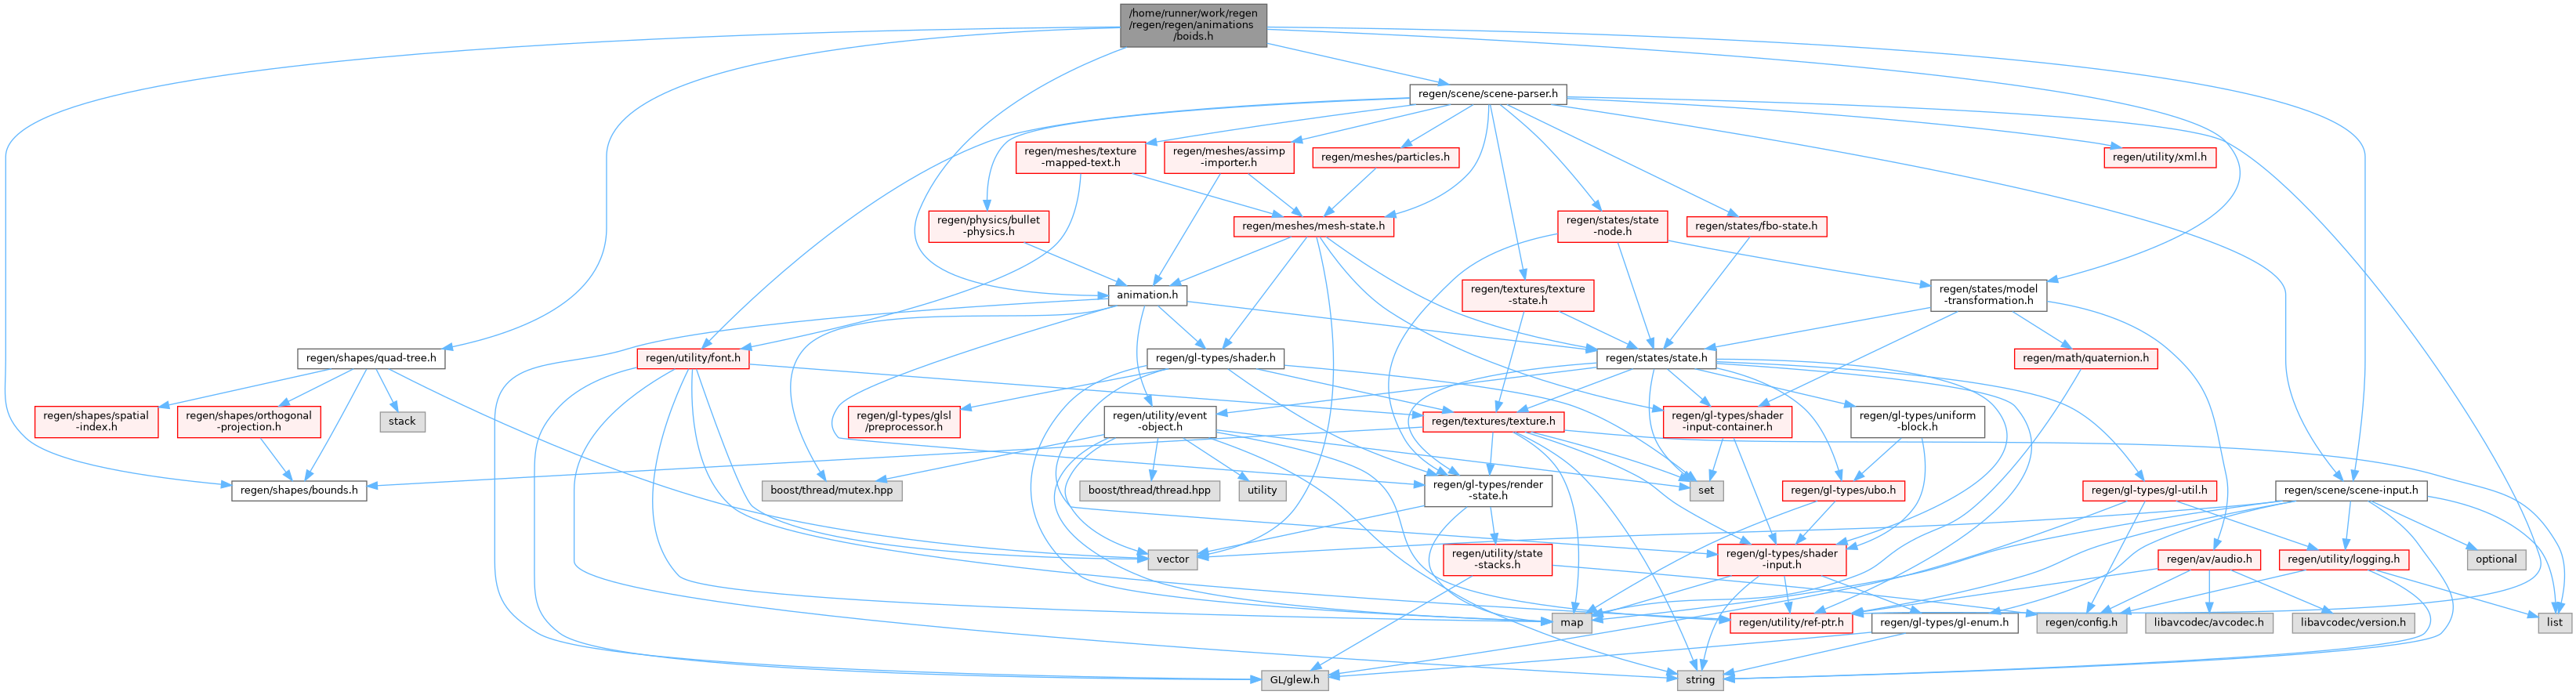 /home/runner/work/regen
/regen/regen/animations
/boids.h
regen/scene/scene-parser.h
regen/meshes/texture
-mapped-text.h
regen/meshes/assimp
-importer.h
regen/meshes/particles.h
regen/utility/xml.h
regen/physics/bullet
-physics.h
regen/meshes/mesh-state.h
regen/states/state
-node.h
regen/states/fbo-state.h
animation.h
regen/textures/texture
-state.h
regen/states/model
-transformation.h
regen/shapes/quad-tree.h
regen/utility/font.h
regen/gl-types/shader.h
regen/states/state.h
regen/math/quaternion.h
regen/shapes/spatial
-index.h
regen/shapes/orthogonal
-projection.h
stack
regen/gl-types/glsl
/preprocessor.h
regen/utility/event
-object.h
regen/textures/texture.h
regen/gl-types/shader
-input-container.h
regen/gl-types/uniform
-block.h
regen/shapes/bounds.h
boost/thread/mutex.hpp
boost/thread/thread.hpp
utility
regen/gl-types/render
-state.h
set
regen/gl-types/ubo.h
regen/gl-types/gl-util.h
regen/scene/scene-input.h
vector
regen/utility/state
-stacks.h
regen/gl-types/shader
-input.h
regen/av/audio.h
regen/utility/logging.h
optional
map
regen/utility/ref-ptr.h
regen/gl-types/gl-enum.h
regen/config.h
libavcodec/avcodec.h
libavcodec/version.h
list
GL/glew.h
string